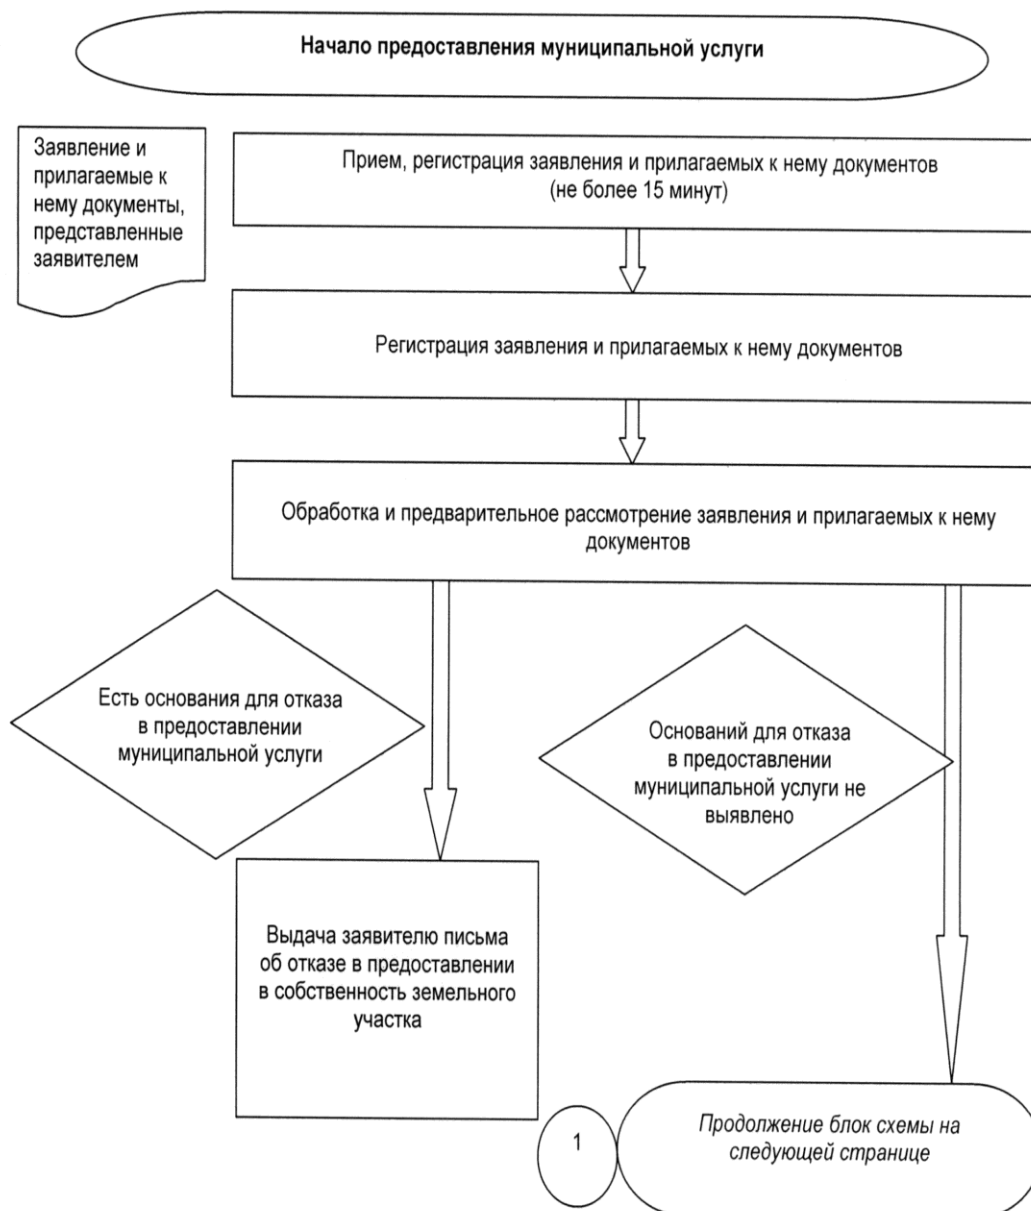 Начало предоставления муниципальной услуги
Заявление и
прилагаемые к
нему документы,
представленные
заявителем
Прием, регистрация заявления и прилагаемых к нему документов
(не более 15 минут)
Регистрация заявления и прилагаемых к нему документов
Обработка и предварительное рассмотрение заявления и прилагаемых к нему
документов
Есть основания для отказа
в предоставлении
муниципальной услуги
Оснований для отказа
в предоставлении
муниципальной услуги не
выявлено
Выдача заявителю письма
об отказе в предоставлении
в собственность земельного
участка
1
Продолжение блок схемы на
следующей странице